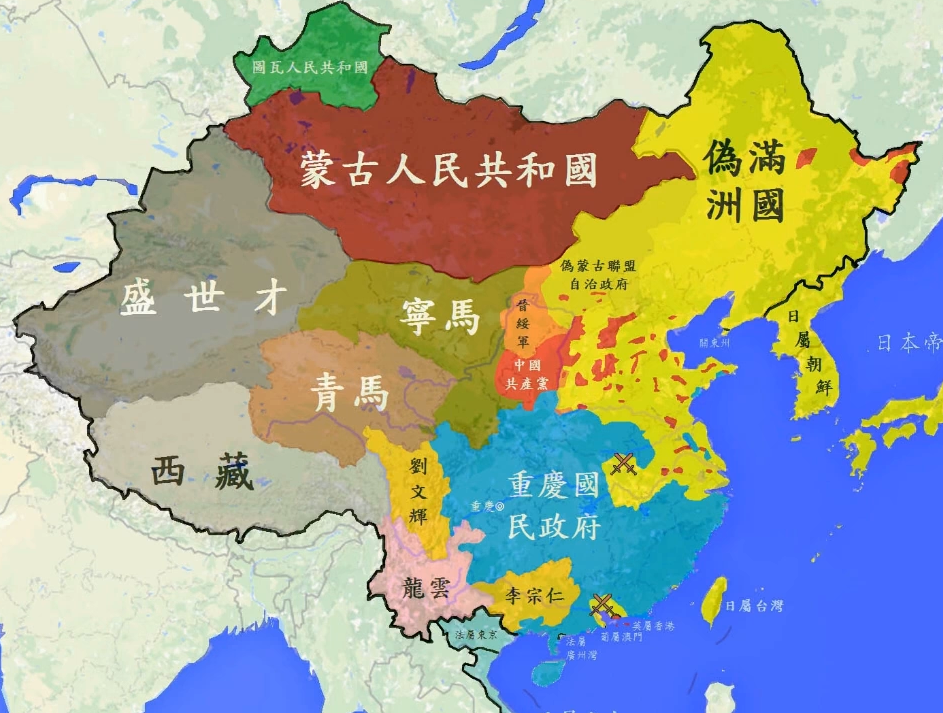 圖瓦人民共和國
蒙古人民共和國
偽滿
洲國
偽蒙古聯盟
自治政府
盛世才
寧馬
晉綏軍
中國
共產黨
關東州
日屬朝鮮
日本帝
青馬
西藏
劉文輝
重慶
重慶國
民政府
龍雲
李宗仁
日屬台灣
英屬香港
葡屬澳門
法屬東京
法屬
廣州灣